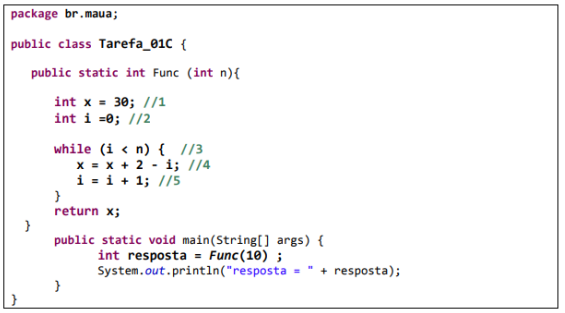 package br.maua;
public class Tarefa_01C {
public static int Func (int n){
int x = 30; //1
int i =0; //2
while (i < n) { //3
x = x + 2 - i; //4
i = i + 1; //5
}
return x;
}
public static void main(String[] args) {
int resposta = Func(10) ;
System.out.println("resposta = " + resposta);
}
}